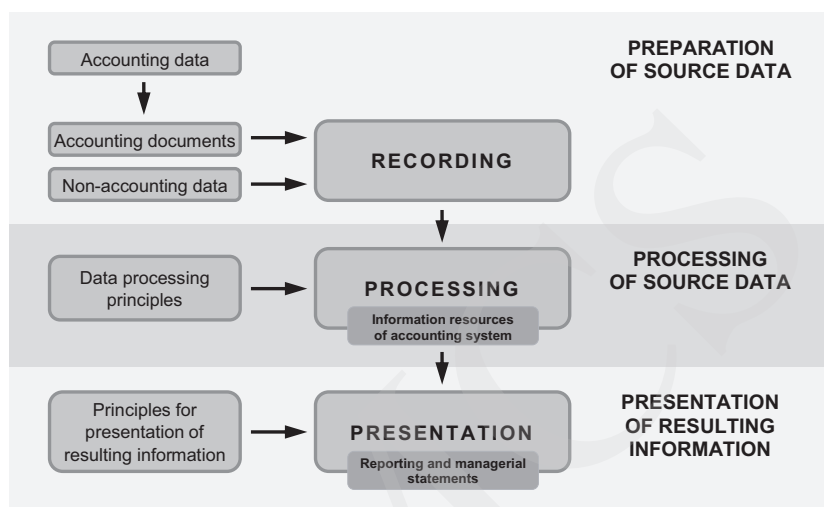 Accounting data
PREPARATION
OF SOURCE DATA
Accounting documents
Non-accounting data
RECORDING
Data processing
principles
PROCESSING
Information resources
of accounting system
PROCESSING
OF SOURCE DATA
Principles for
presentation of
resulting information
PRESENTATION
Reporting and managerial
statements
PRESENTATION
OF RESULTING
INFORMATION